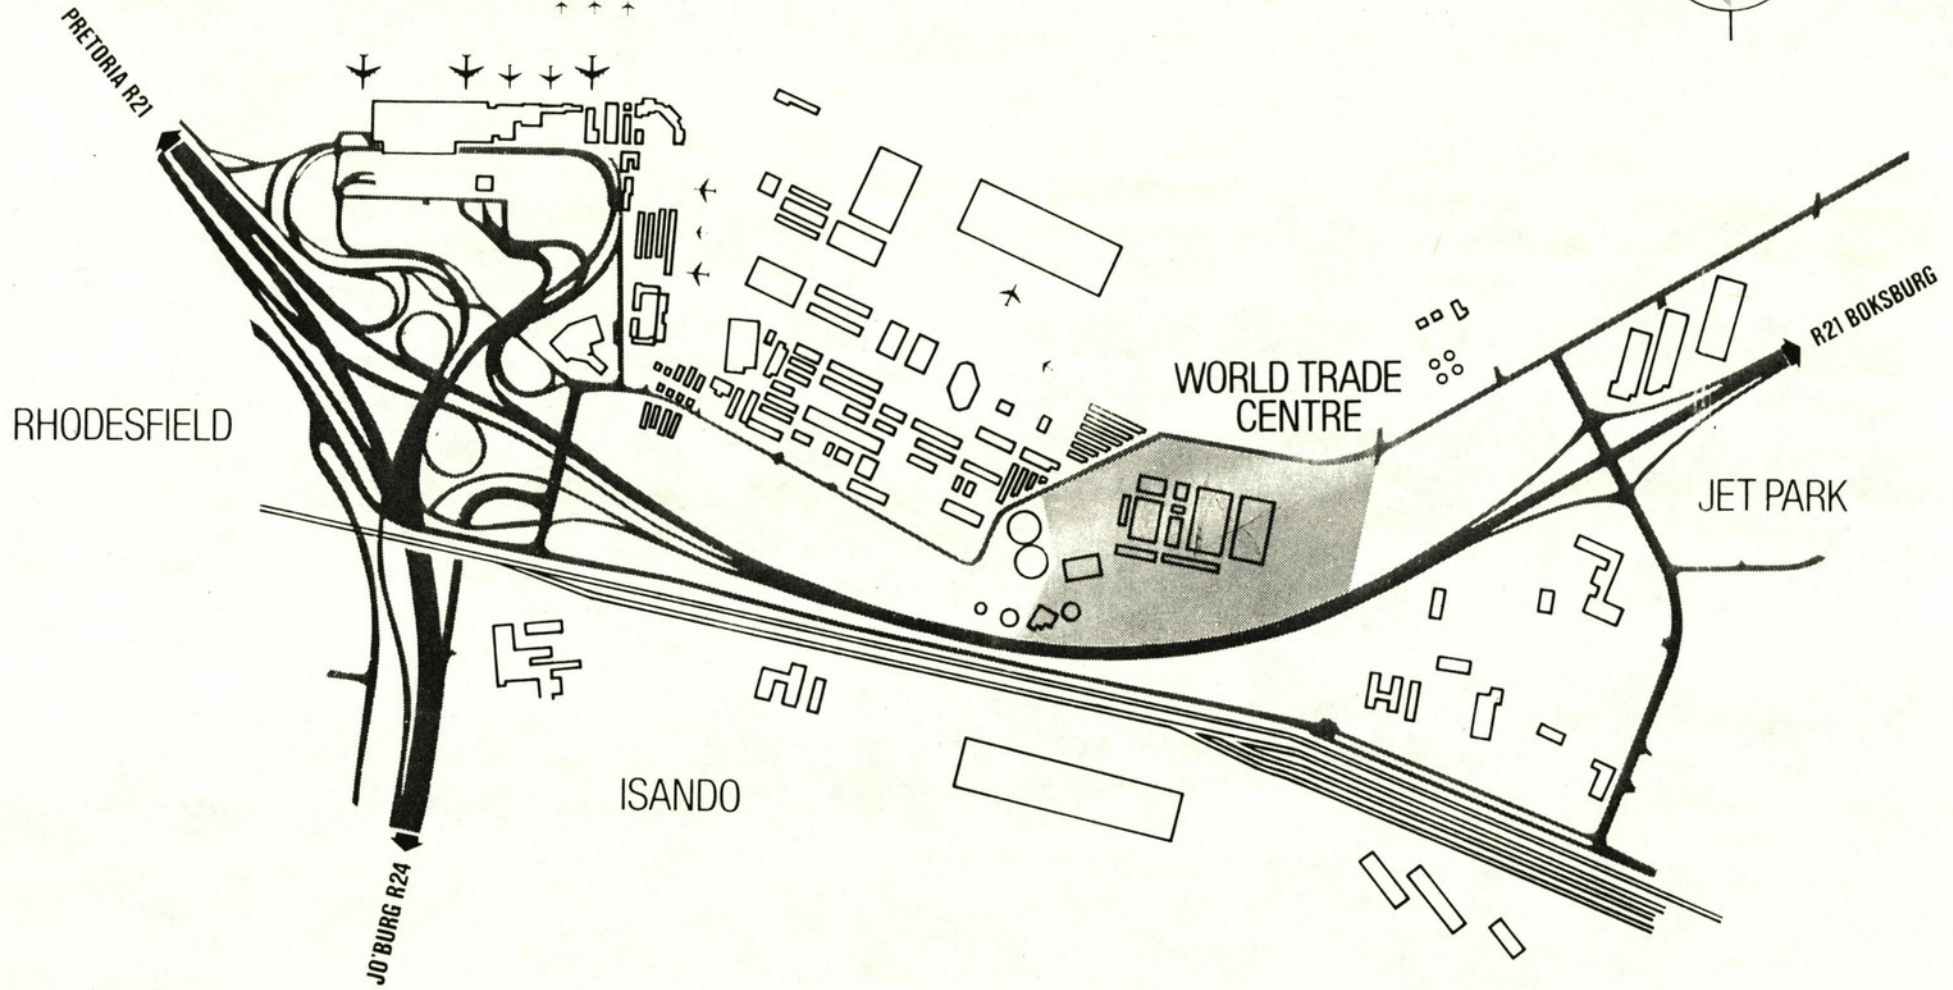 PRETORIA R21
R21 BOKSBURG
WORLD TRADE
CENTRE
RHODESFIELD
JET PARK
ISANDO
JO'BURG R24